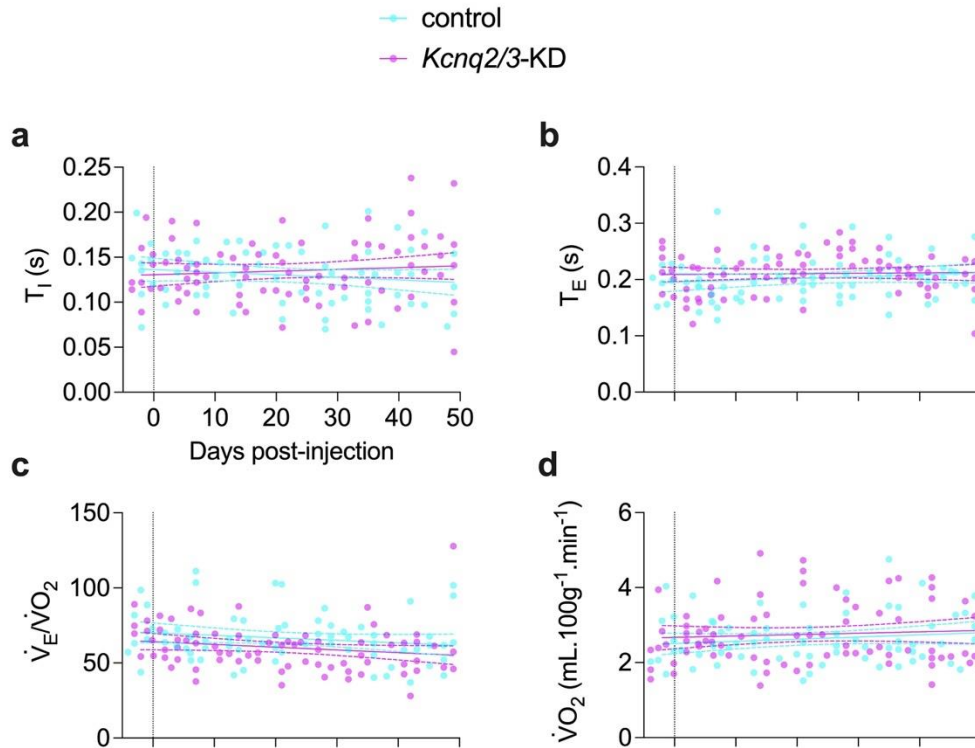 control
Kcnq2/3-KD
a
b
0.25
0.20
0.15
0.10
0.05
0.00
T_I (s)
0 10 20 30 40 50
Days post-injection
0.4
0.3
0.2
0.1
0.0
T_E (s)
c
d
150
100
50
0
V̇_E/V̇O₂
6
4
2
0
V̇O₂ (mL.100g⁻¹.min⁻¹)